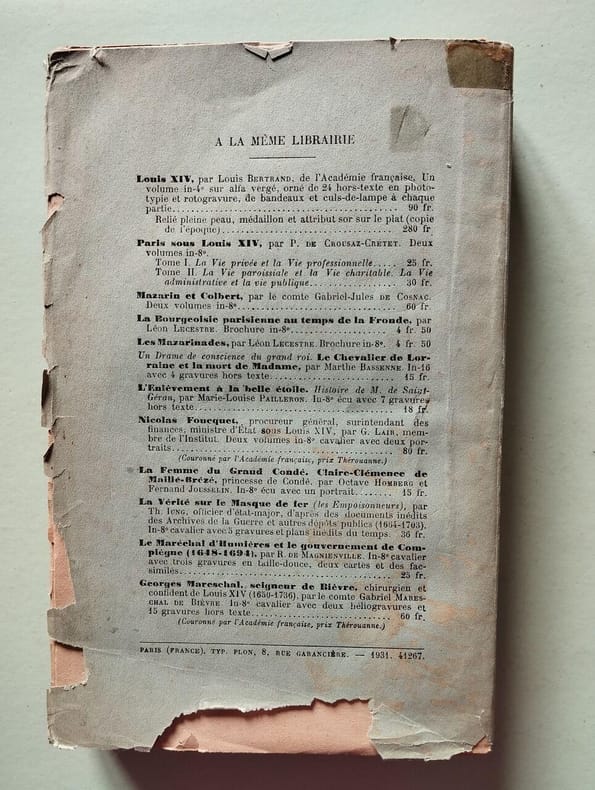 A LA MÊME LIBRAIRIE
Louis XIV, par Louis BERTRAND, de l'Académie française. Un
volume in-4° sur alfa vergé, orné de 24 hors-texte en photo-
typie et rotogravure, de bandeaux et culs-de-lampe à chaque
partie........................................ 90 fr.
Relié pleine peau, médaillon et attribut sor sur le plat (copie
de l'époque)................................ 280 fr.
Paris sous Louis XIV, par P. DE CROUSAZ-CRÉTET. Deux
volumes in-8°.
Tome I. La Vie privée et la Vie professionnelle..... 25 fr.
Tome II. La Vie paroissiale et la Vie charitable. La Vie
administrative et la vie publique................ 30 fr.
Mazarin et Colbert, par le comte Gabriel-Jules DE COSNAC.
Deux volumes in-8°............................ 60 fr.
La Bourgeoisie parisienne au temps de la Fronde, par
Léon LECESTRE. Brochure in-8°................... 4 fr. 50
Les Mazarinades, par Léon LECESTRE. Brochure in-8°. 4 fr. 50
Un Drame de conscience du grand roi. Le Chevalier de Lor-
raine et la mort de Madame, par Marthe BASSENNE. In-16
avec 4 gravures hors texte........................ 15 fr.
L'Enlèvement à la belle étoile. Histoire de M. de Saint-
Géran, par Marie-Louise PAILLERON. In-8° écu avec 7 gravures
hors texte.................................... 18 fr.
Nicolas Foucquet, procureur général, surintendant des
finances, ministre d'État sous Louis XIV, par G. LAIR, mem-
bre de l'Institut. Deux volumes in-8° cavalier avec deux por-
traits........................................ 80 fr.
(Couronné par l'Académie française, prix Thérouanne.)
La Femme du Grand Condé. Claire-Clémence de
Maillé-Brézé, princesse de Condé, par Octave HOMBERG et
Fernand JOUSSELIN. In-8° écu avec un portrait....... 15 fr.
La Vérité sur le Masque de fer (les Empoisonneurs), par
Th. IUNG, officier d'état-major, d'après des documents inédits
des Archives de la Guerre et autres dépôts publics (1664-1703).
In-8° cavalier avec 5 gravures et plans inédits du temps. 36 fr.
Le Maréchal d'Humières et le gouvernement de Com-
piègne (1648-1694), par R. DE MAGNIENVILLE. In-8° cavalier
avec trois gravures en taille-douce, deux cartes et des fac-
similés........................................ 25 fr.
Georges Mareschal, seigneur de Bièvre, chirurgien et
confident de Louis XIV (1650-1736), par le comte Gabriel MARES-
CHAL DE BIÈVRE. In-8° cavalier avec deux héliogravures et
15 gravures hors texte............................ 60 fr.
(Couronné par l'Académie française, prix Thérouanne.)
PARIS (FRANCE). TYP. PLON, 8, RUE GARANCIÈRE. — 1931. 41267.